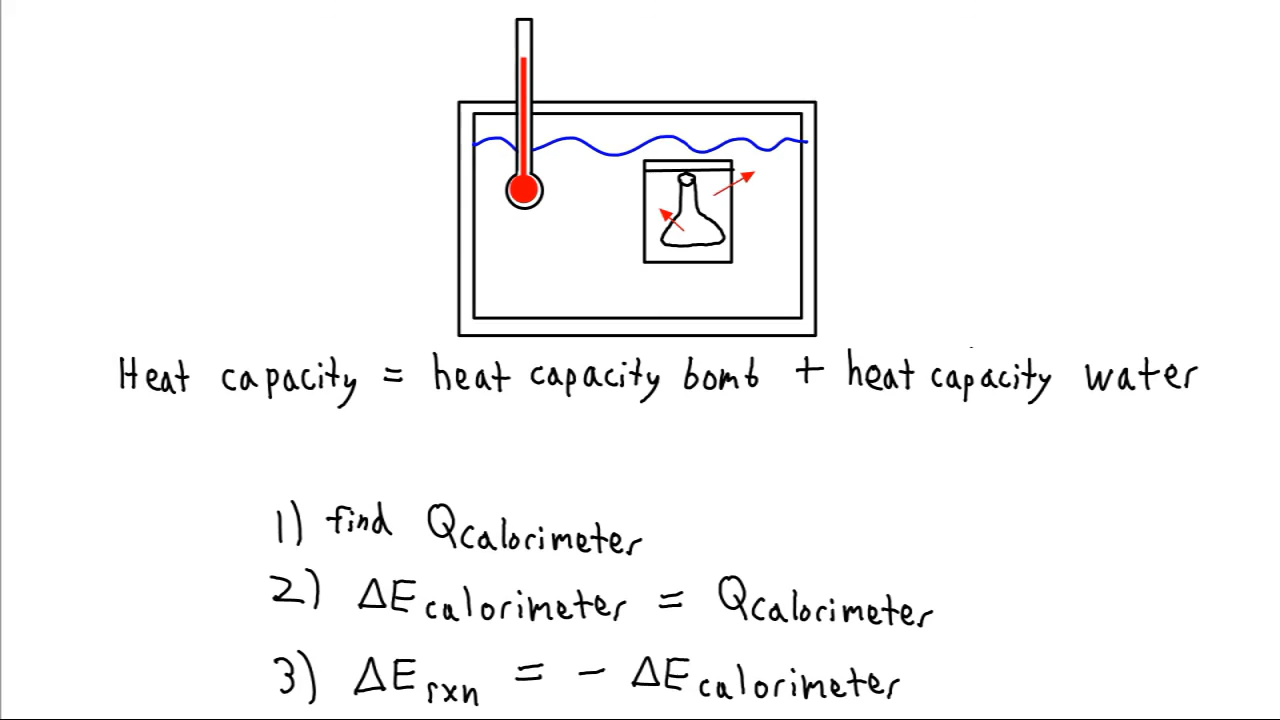 Heat capacity = heat capacity bomb + heat capacity water
1) find Qcalorimeter
2) ΔEcalorimeter = Qcalorimeter
3) ΔErxn = - ΔEcalorimeter